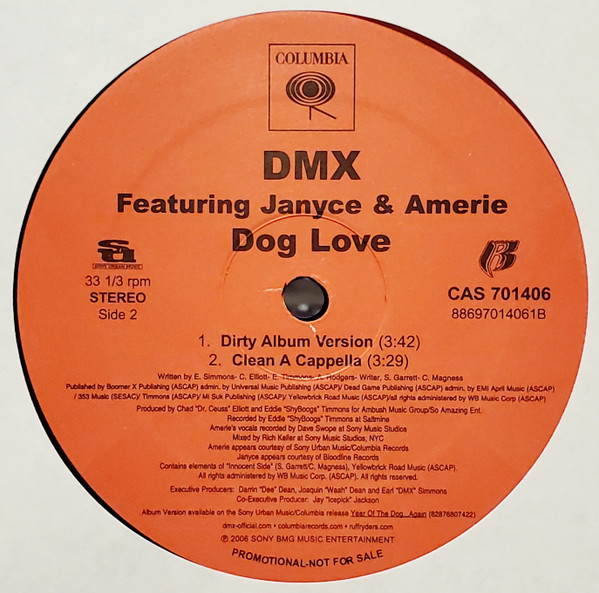 COLUMBIA
DMX
Featuring Janyce & Amerie
Dog Love
SONY URBAN MUSIC
33 1/3 rpm
STEREO
Side 2
CAS 701406
88697014061B
1. Dirty Album Version (3:42)
2. Clean A Cappella (3:29)
Written by E. Simmons- C. Elliott- E. Timmons- A. Hodgers- Writer, S. Garrett- C. Magness
Published by Boomer X Publishing (ASCAP) admin. by Universal Music Publishing (ASCAP)/ Dead Game Publishing (ASCAP) admin, by EMI April Music (ASCAP)
/ 353 Music (SESAC)/ Timmons (ASCAP)/ Mi Suk Publishing (ASCAP)/ Yellowbrick Road Music (ASCAP)/all rights administered by WB Music Corp (ASCAP)
Produced by Chad "Dr. Ceuss" Elliott and Eddie "ShyBoogs" Timmons for Ambush Music Group/So Amazing Ent.
Recorded by Eddie "ShyBoogs" Timmons at Saltmine
Amerie's vocals recorded by Dave Swope at Sony Music Studios
Mixed by Rich Keller at Sony Music Studios, NYC
Amerie appears courtesy of Sony Urban Music/Columbia Records
Janyce appears courtesy of Bloodline Records
Contains elements of "Innocent Side" (S. Garrett/C. Magness), Yellowbrick Road Music (ASCAP).
All rights administered by WB Music Corp. (ASCAP). All rights reserved.
Executive Producers: Darrin "Dee" Dean, Joaquin "Waah" Dean and Earl "DMX" Simmons
Co-Executive Producer: Jay "Icepick" Jackson
Album Version available on the Sony Urban Music/Columbia release Year Of The Dog...Again (82876807422)
dmx-official.com • columbiarecords.com • ruffryders.com
℗ 2006 SONY BMG MUSIC ENTERTAINMENT
PROMOTIONAL-NOT FOR SALE